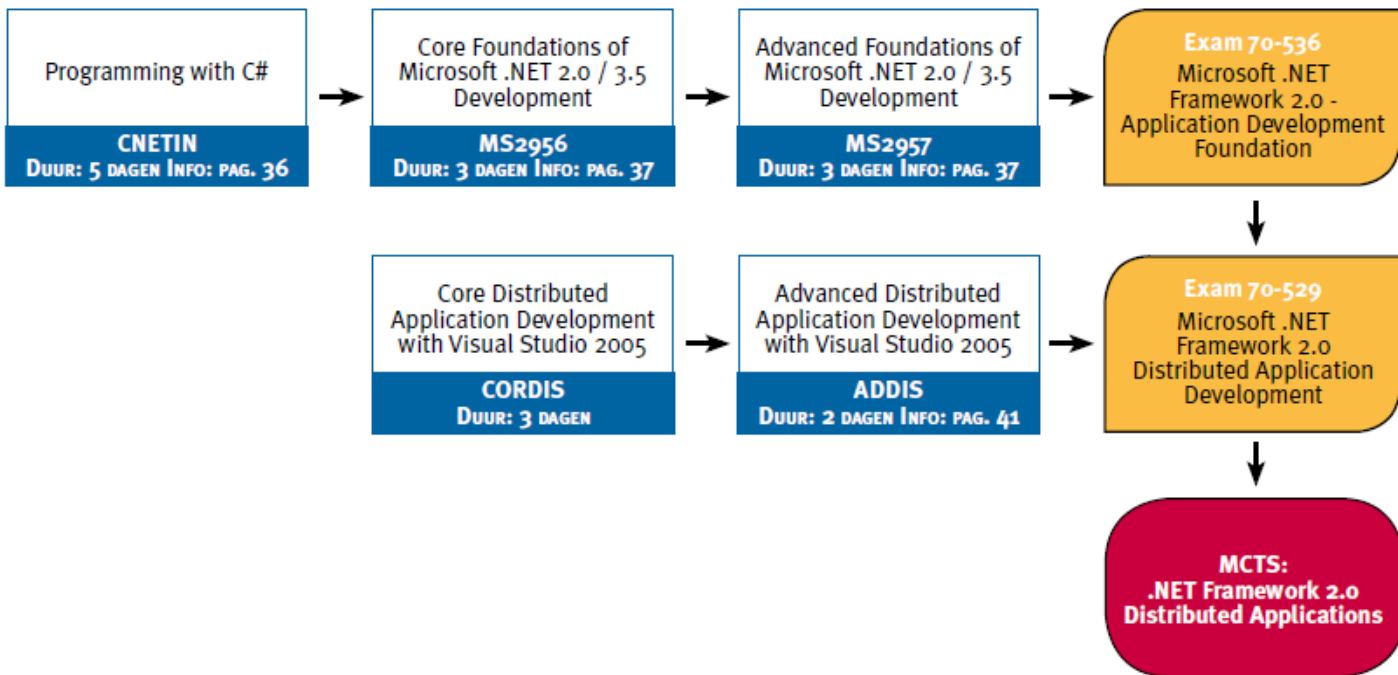 Programming with C#
CNETIN
Duur: 5 dagen Info: pag. 36
Core Foundations of
Microsoft .NET 2.0 / 3.5
Development
MS2956
Duur: 3 dagen Info: pag. 37
Advanced Foundations of
Microsoft .NET 2.0 / 3.5
Development
MS2957
Duur: 3 dagen Info: pag. 37
Exam 70-536
Microsoft .NET
Framework 2.0 -
Application Development
Foundation
Core Distributed
Application Development
with Visual Studio 2005
CORDIS
Duur: 3 dagen
Advanced Distributed
Application Development
with Visual Studio 2005
ADDIS
Duur: 2 dagen Info: pag. 41
Exam 70-529
Microsoft .NET
Framework 2.0
Distributed Application
Development
MCTS:
.NET Framework 2.0
Distributed Applications